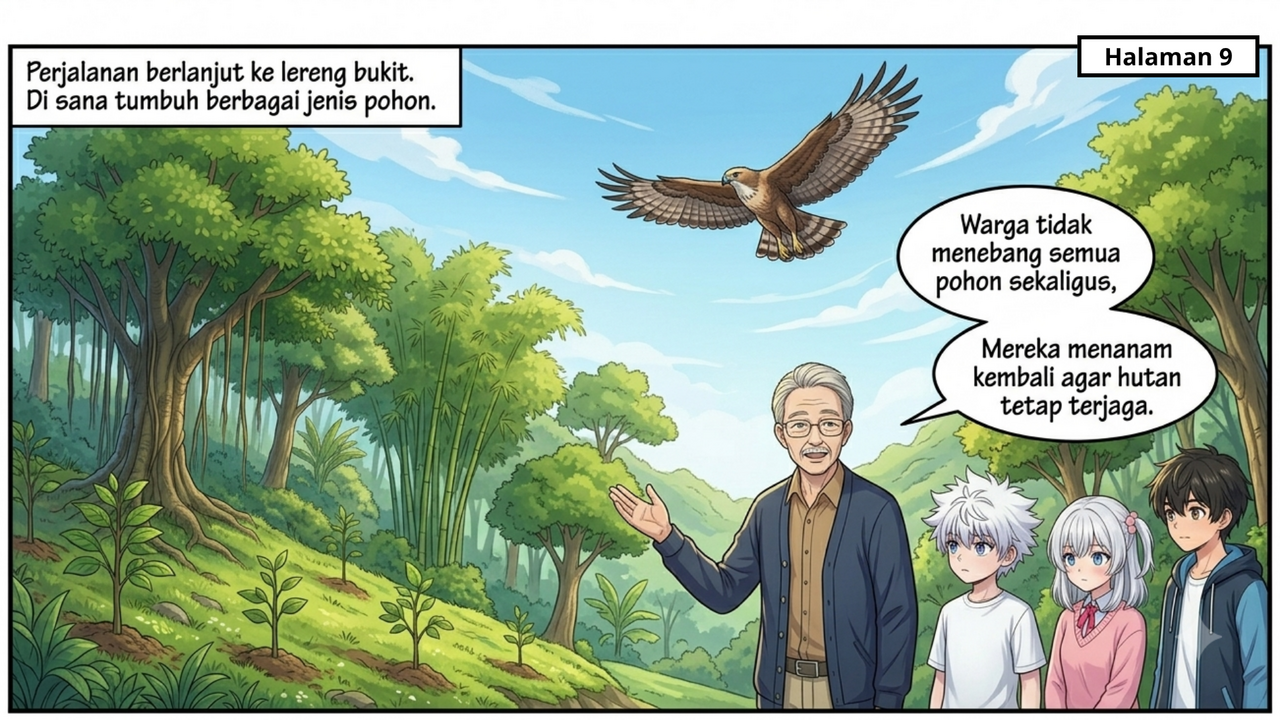 Perjalanan berlanjut ke lereng bukit.
Di sana tumbuh berbagai jenis pohon.
Halaman 9
Warga tidak
menebang semua
pohon sekaligus,
Mereka menanam
kembali agar hutan
tetap terjaga.